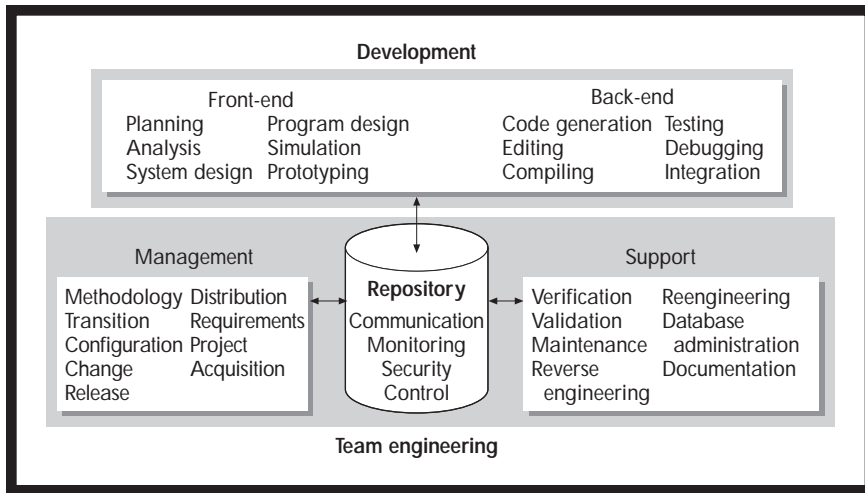 Development
Front-end
Planning Program design
Analysis Simulation
System design Prototyping
Back-end
Code generation Testing
Editing Debugging
Compiling Integration
Management
Methodology Distribution
Transition Requirements
Configuration Project
Change Acquisition
Release
Repository
Communication
Monitoring
Security
Control
Support
Verification Reengineering
Validation Database
Maintenance administration
Reverse Documentation
engineering
Team engineering